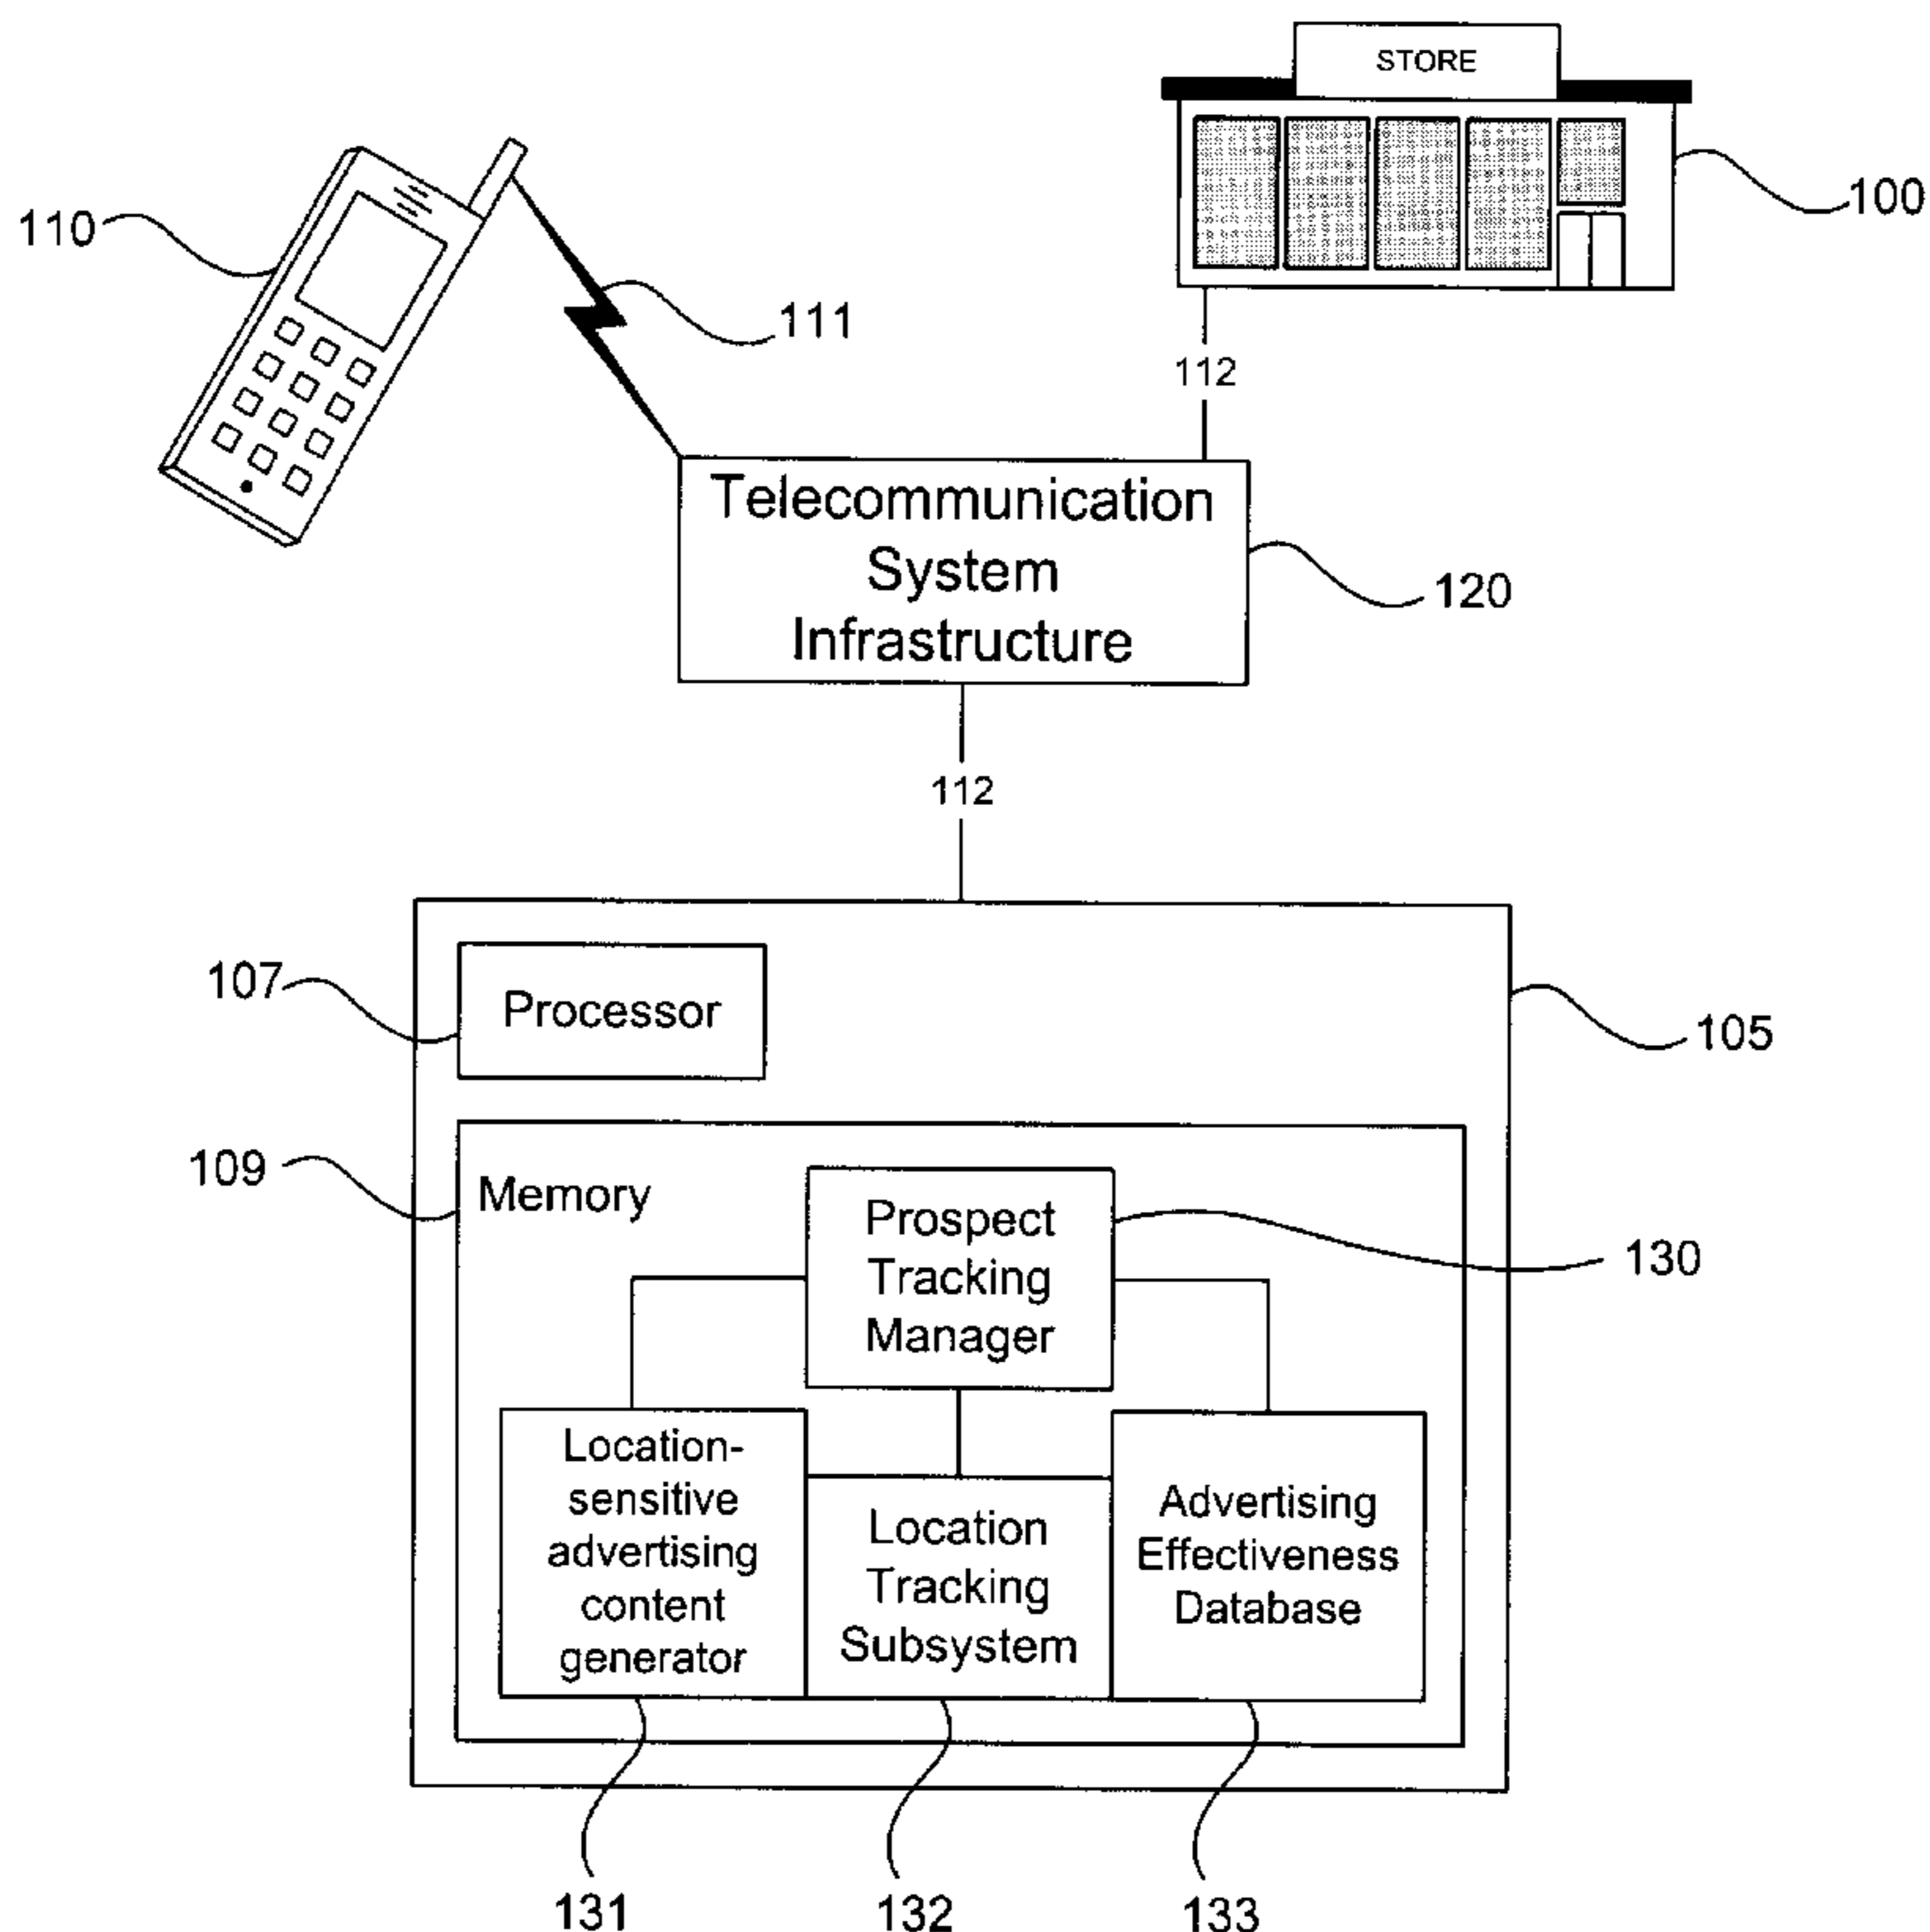 STORE
100
110
111
112
Telecommunication
System
Infrastructure
120
112
107
Processor
105
109
Memory
Prospect
Tracking
Manager
130
Location-
sensitive
advertising
content
generator
Location
Tracking
Subsystem
Advertising
Effectiveness
Database
131
132
133